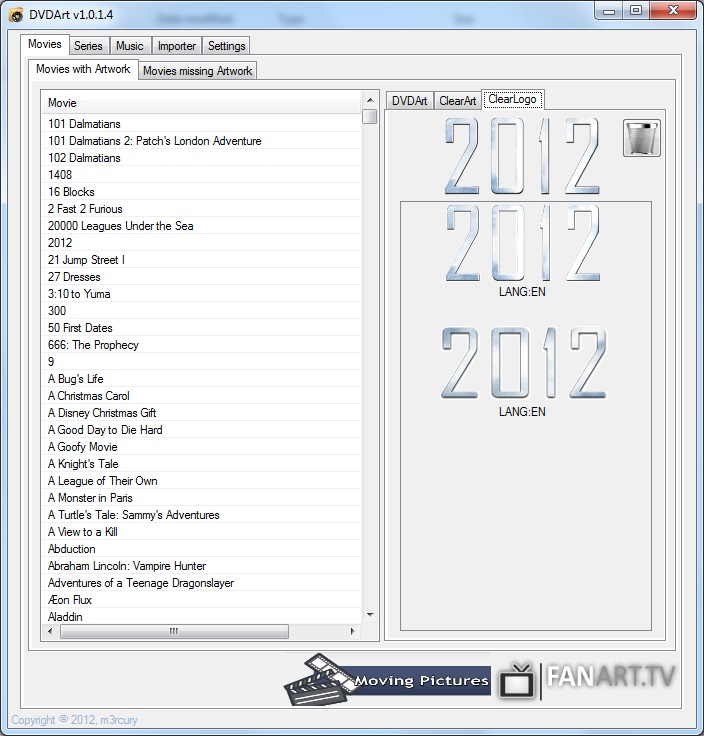 DVDArt v1.0.1.4
Movies Series Music Importer Settings
Movies with Artwork Movies missing Artwork
Movie
101 Dalmatians
101 Dalmatians 2: Patch's London Adventure
102 Dalmatians
1408
16 Blocks
2 Fast 2 Furious
20000 Leagues Under the Sea
2012
21 Jump Street I
27 Dresses
3:10 to Yuma
300
50 First Dates
666: The Prophecy
9
A Bug's Life
A Christmas Carol
A Disney Christmas Gift
A Good Day to Die Hard
A Goofy Movie
A Knight's Tale
A League of Their Own
A Monster in Paris
A Turtle's Tale: Sammy's Adventures
A View to a Kill
Abduction
Abraham Lincoln: Vampire Hunter
Adventures of a Teenage Dragonslayer
Æon Flux
Aladdin
DVDArt ClearArt ClearLogo
2012
2012
LANG:EN
2012
LANG:EN
Moving Pictures
FANART.TV
Copyright © 2012, m3rcury